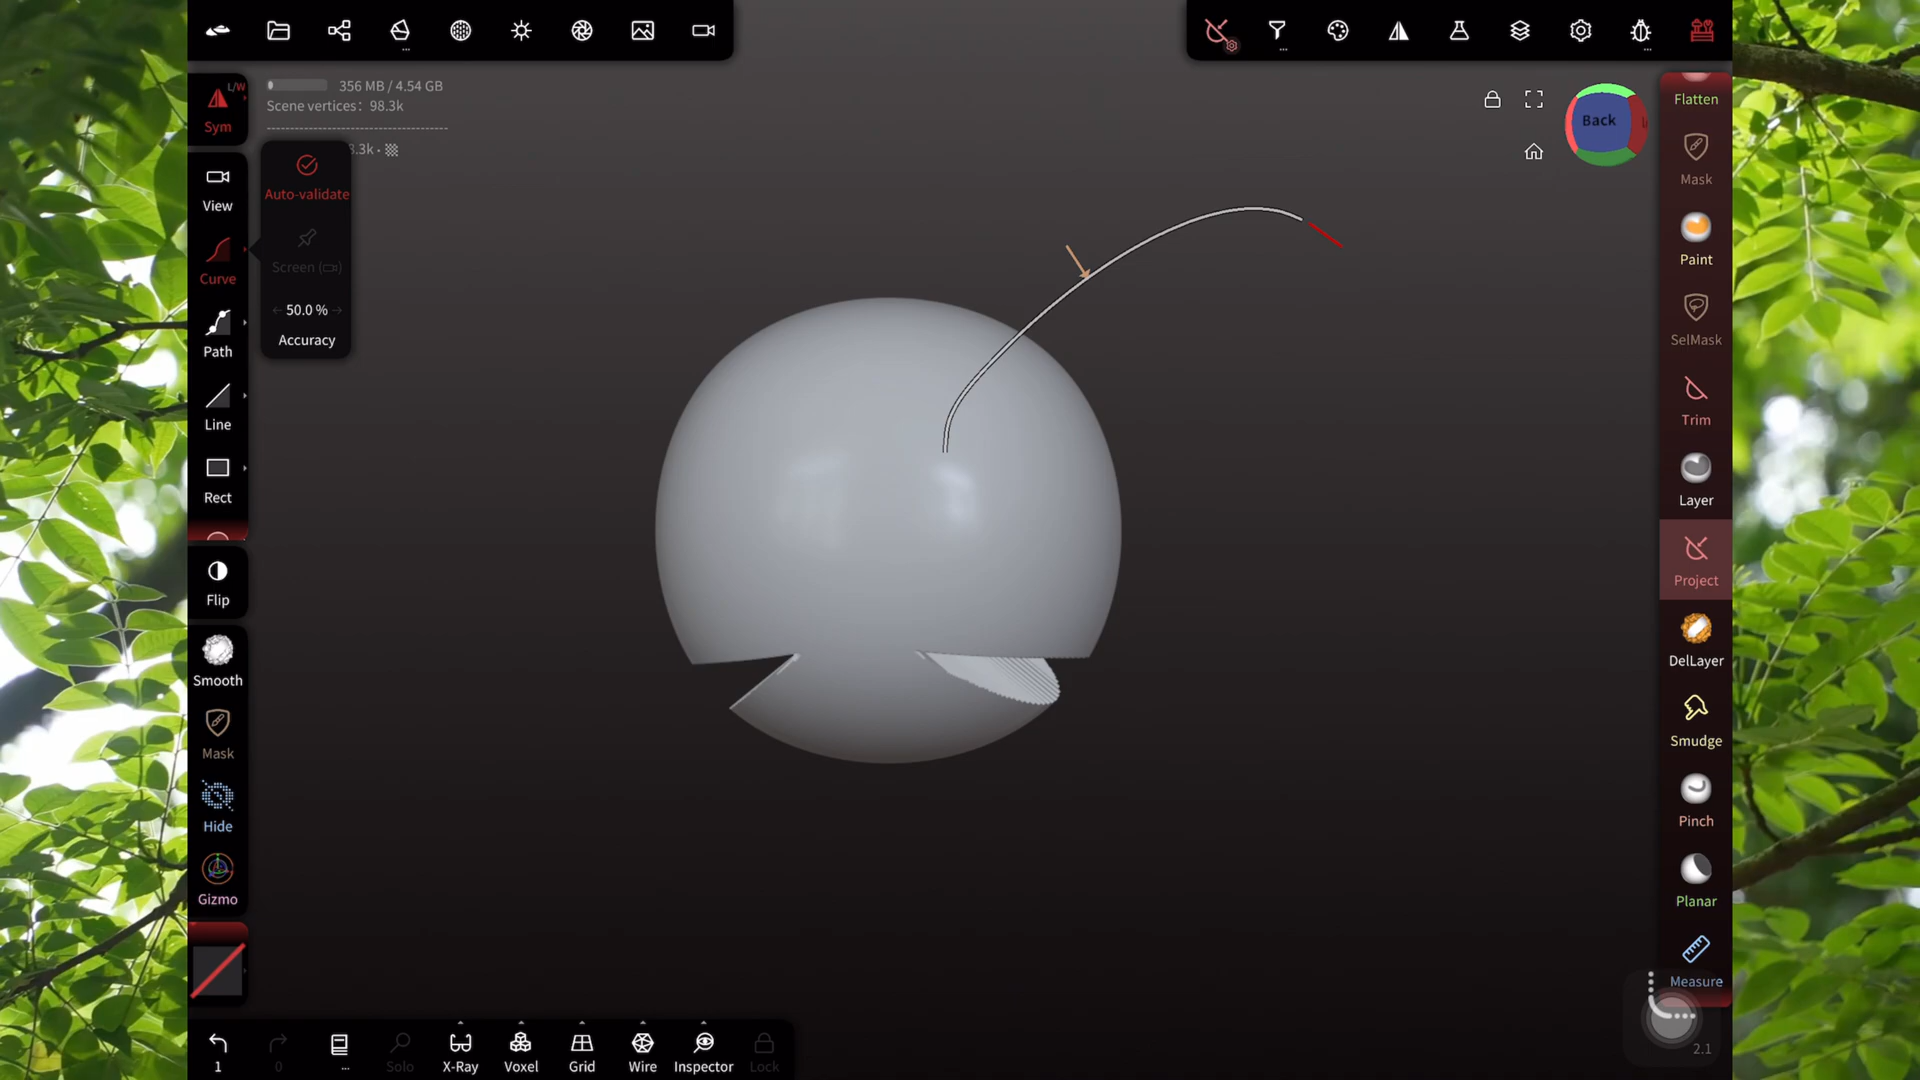 356 MB / 4.54 GB
Scene vertices: 98.3k
3.3k •
L/W
Sym
View
Curve
Path
Line
Rect
Flip
Smooth
Mask
Hide
Gizmo
Auto-validate
Screen
50.0 %
Accuracy
Back
Flatten
Mask
Paint
SelMask
Trim
Layer
Project
DelLayer
Smudge
Pinch
Planar
Measure
2.1
1
0
...
Solo
X-Ray
Voxel
Grid
Wire
Inspector
Lock